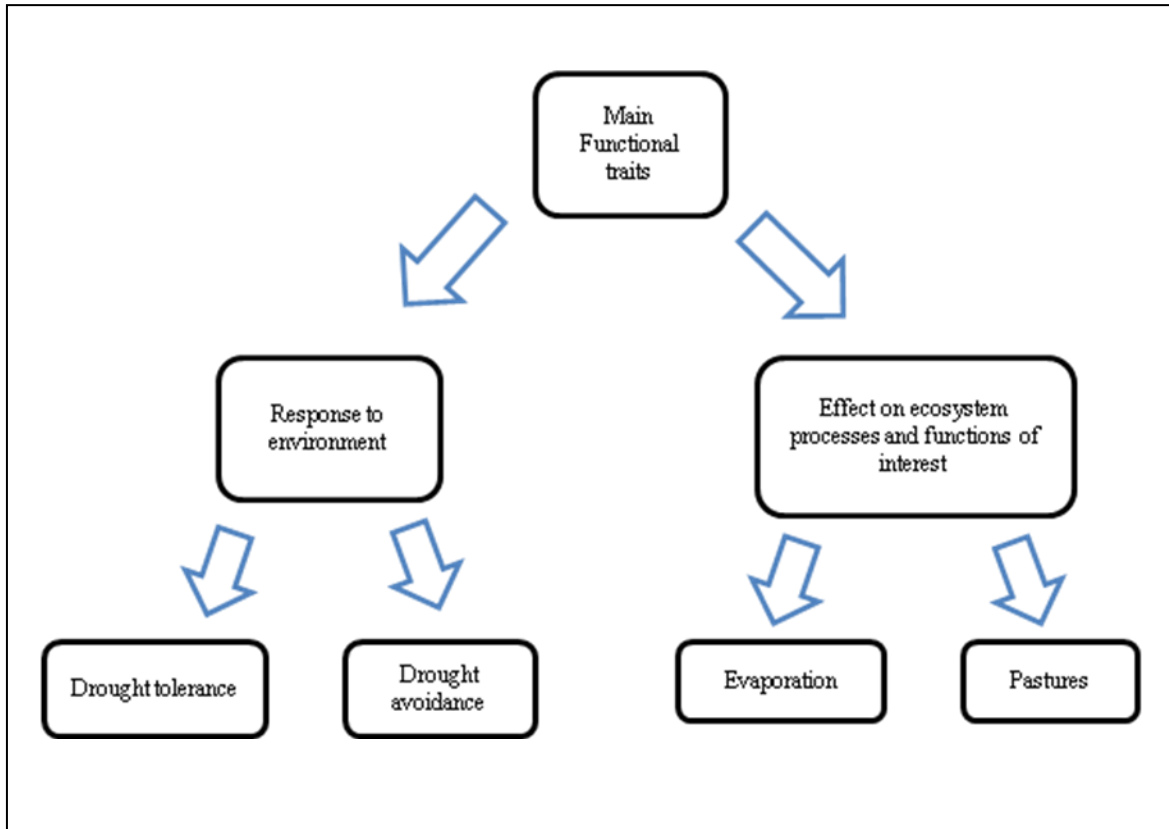 Main
Functional
traits
Response to
environment
Effect on ecosystem
processes and functions of
interest
Drought tolerance
Drought
avoidance
Evaporation
Pastures